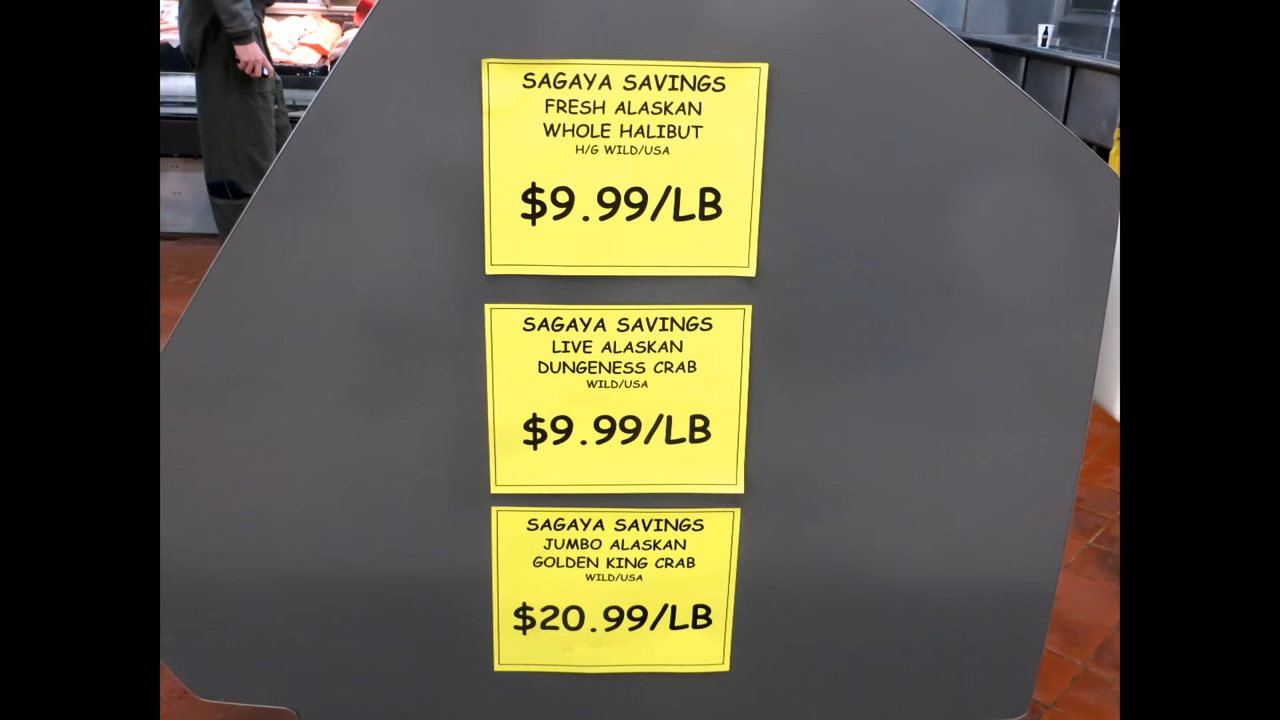 SAGAYA SAVINGS
FRESH ALASKAN
WHOLE HALIBUT
H/G WILD/USA
$9.99/LB
SAGAYA SAVINGS
LIVE ALASKAN
DUNGENESS CRAB
WILD/USA
$9.99/LB
SAGAYA SAVINGS
JUMBO ALASKAN
GOLDEN KING CRAB
WILD/USA
$20.99/LB